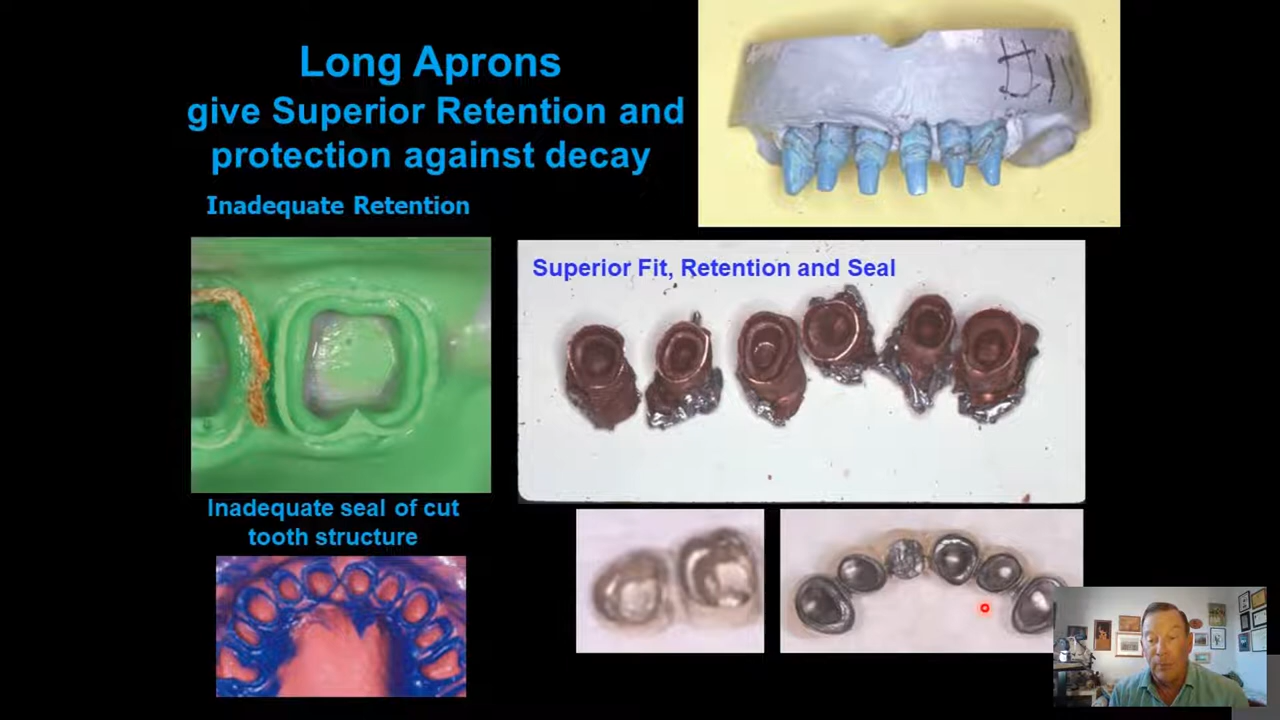 Long Aprons
give Superior Retention and
protection against decay
Inadequate Retention
Superior Fit, Retention and Seal
Inadequate seal of cut
tooth structure